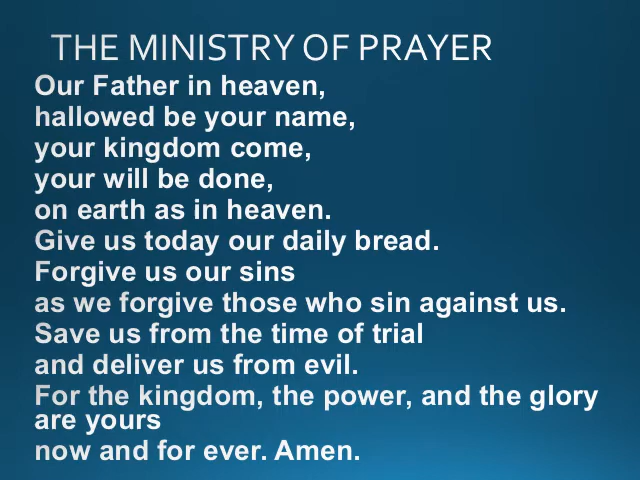 THE MINISTRY OF PRAYER
Our Father in heaven,
hallowed be your name,
your kingdom come,
your will be done,
on earth as in heaven.
Give us today our daily bread.
Forgive us our sins
as we forgive those who sin against us.
Save us from the time of trial
and deliver us from evil.
For the kingdom, the power, and the glory
are yours
now and for ever. Amen.